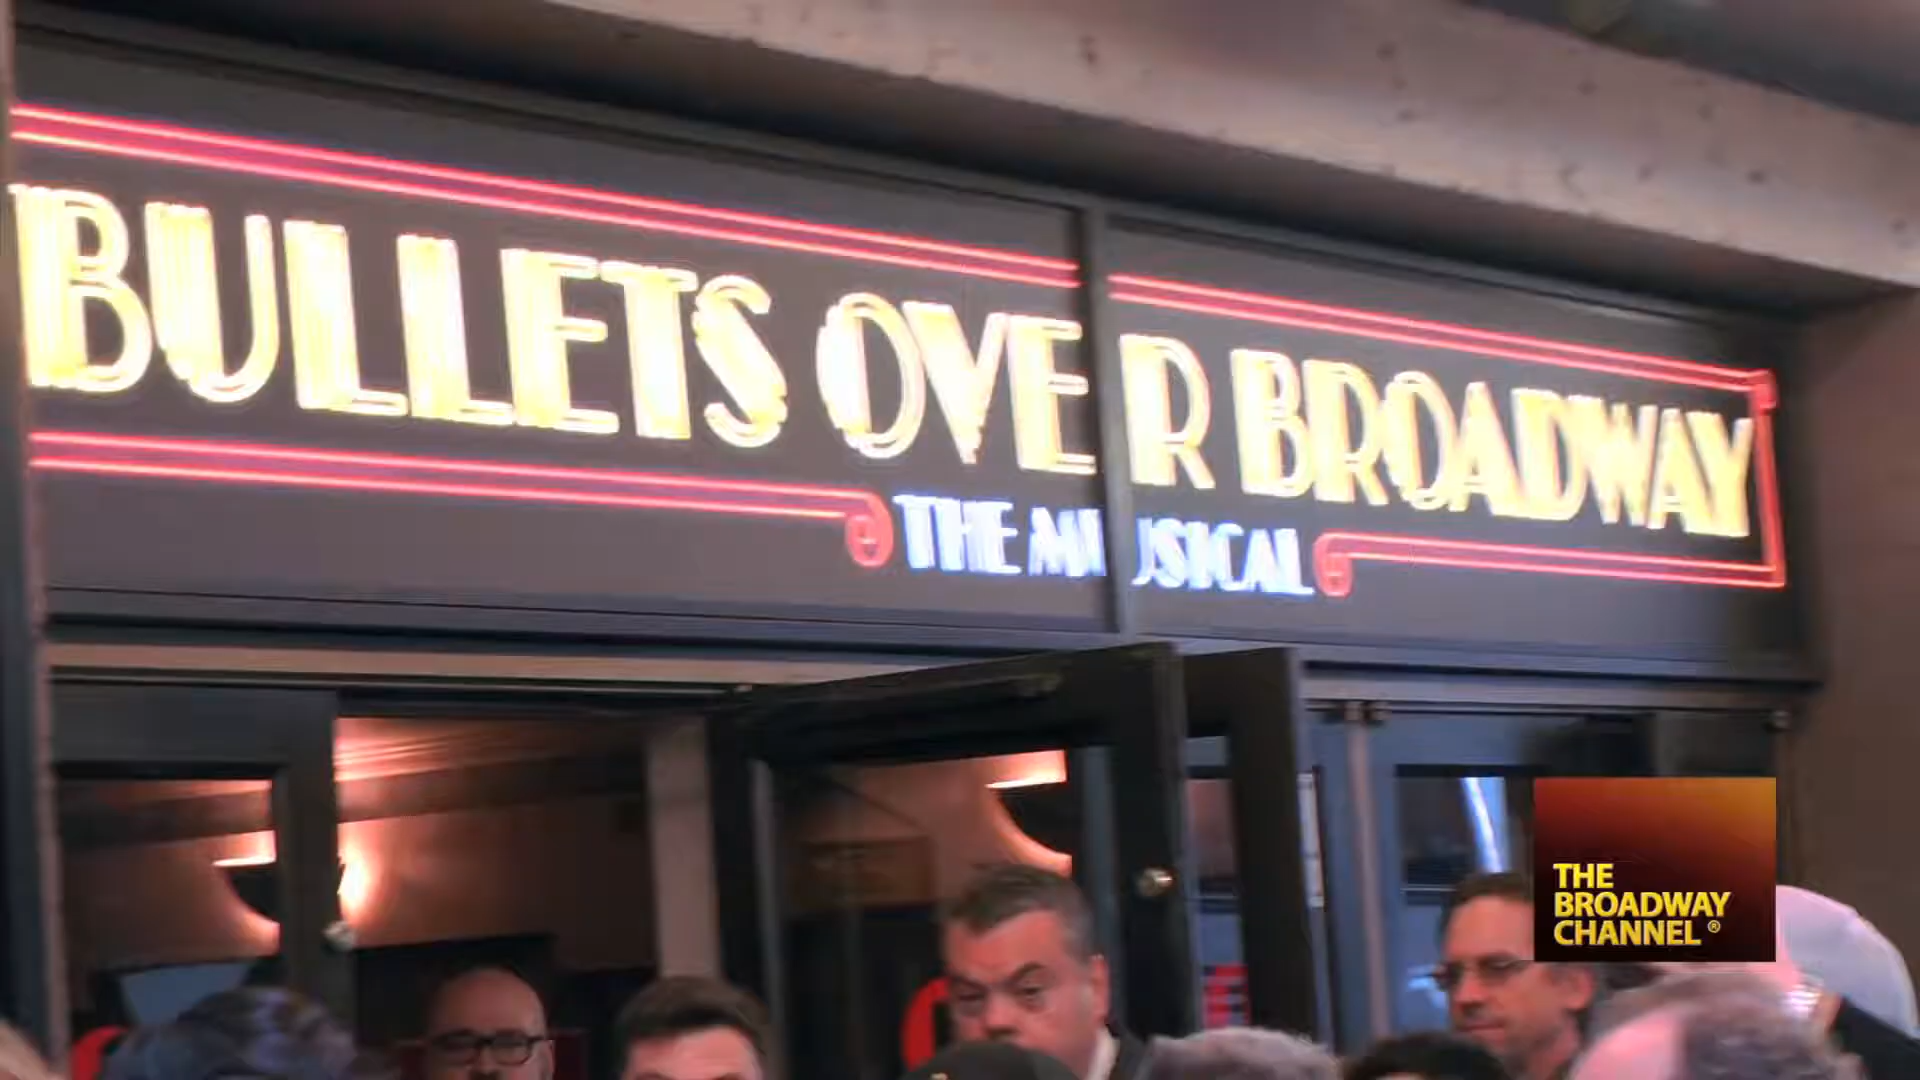 BULLETS OVER BROADWAY
THE MUSICAL
THE
BROADWAY
CHANNEL®